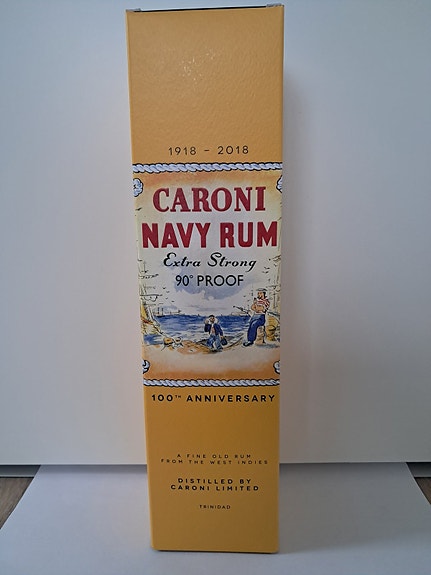 1918 - 2018
CARONI
NAVY RUM
Extra Strong
90° PROOF
100TH ANNIVERSARY
A FINE OLD RUM
FROM THE WEST INDIES
DISTILLED BY
CARONI LIMITED
TRINIDAD